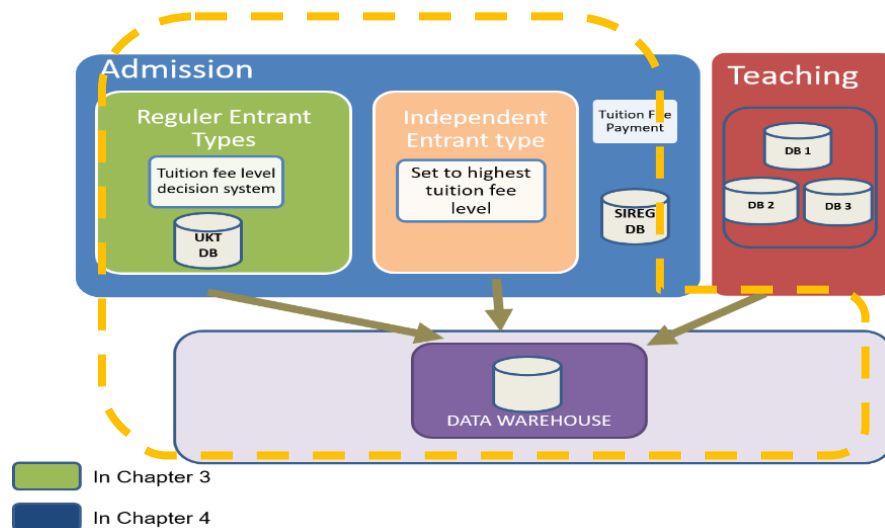 Admission
Reguler Entrant
Types
Tuition fee level
decision system
UKT
DB
Independent
Entrant type
Set to highest
tuition fee
level
Tuition Fee
Payment
SIREG
DB
Teaching
DB 1
DB 2
DB 3
DATA WAREHOUSE
In Chapter 3
In Chapter 4